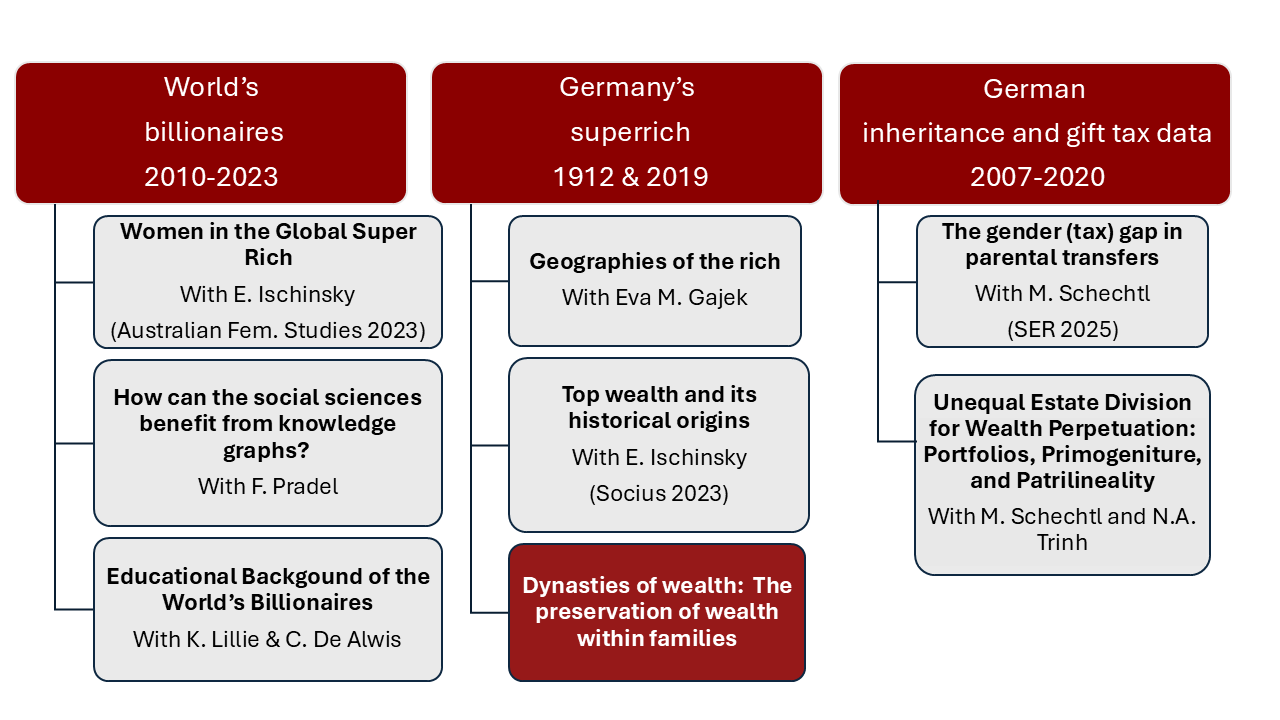 World’s
billionaires
2010-2023
Women in the Global Super
Rich
With E. Ischinsky
(Australian Fem. Studies 2023)
How can the social sciences
benefit from knowledge
graphs?
With F. Pradel
Educational Backgound of the
World’s Billionaires
With K. Lillie & C. De Alwis
Germany’s
superrich
1912 & 2019
Geographies of the rich
With Eva M. Gajek
Top wealth and its
historical origins
With E. Ischinsky
(Socius 2023)
Dynasties of wealth: The
preservation of wealth
within families
German
inheritance and gift tax data
2007-2020
The gender (tax) gap in
parental transfers
With M. Schechtl
(SER 2025)
Unequal Estate Division
for Wealth Perpetuation:
Portfolios, Primogeniture,
and Patrilineality
With M. Schechtl and N.A.
Trinh